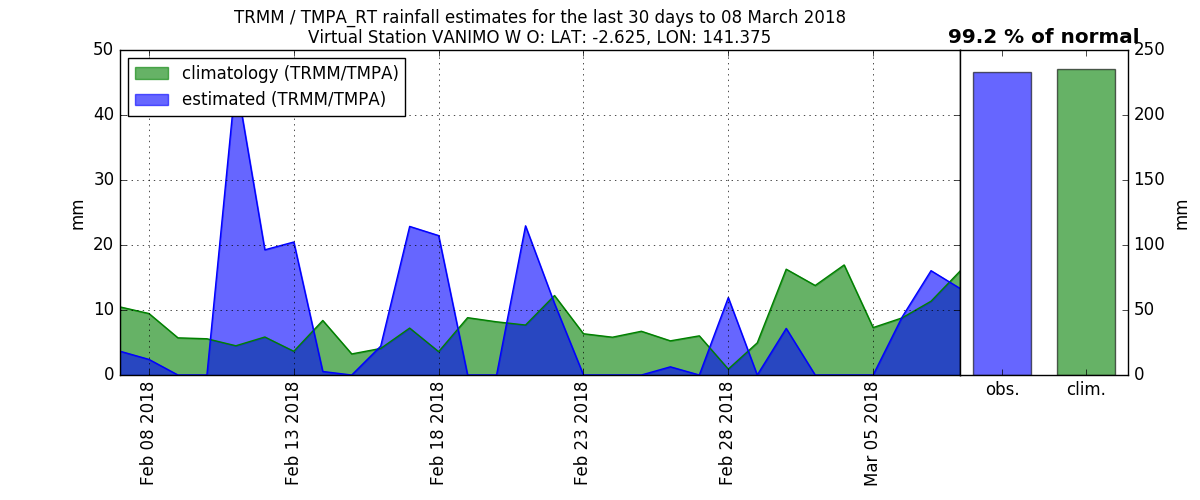 TRMM / TMPA_RT rainfall estimates for the last 30 days to 08 March 2018
Virtual Station VANIMO W O: LAT: -2.625, LON: 141.375
99.2 % of normal
climatology (TRMM/TMPA)
estimated (TRMM/TMPA)
50
40
30
20
10
0
mm
Feb 08 2018
Feb 13 2018
Feb 18 2018
Feb 23 2018
Feb 28 2018
Mar 05 2018
obs.
clim.
250
200
150
100
50
0
mm